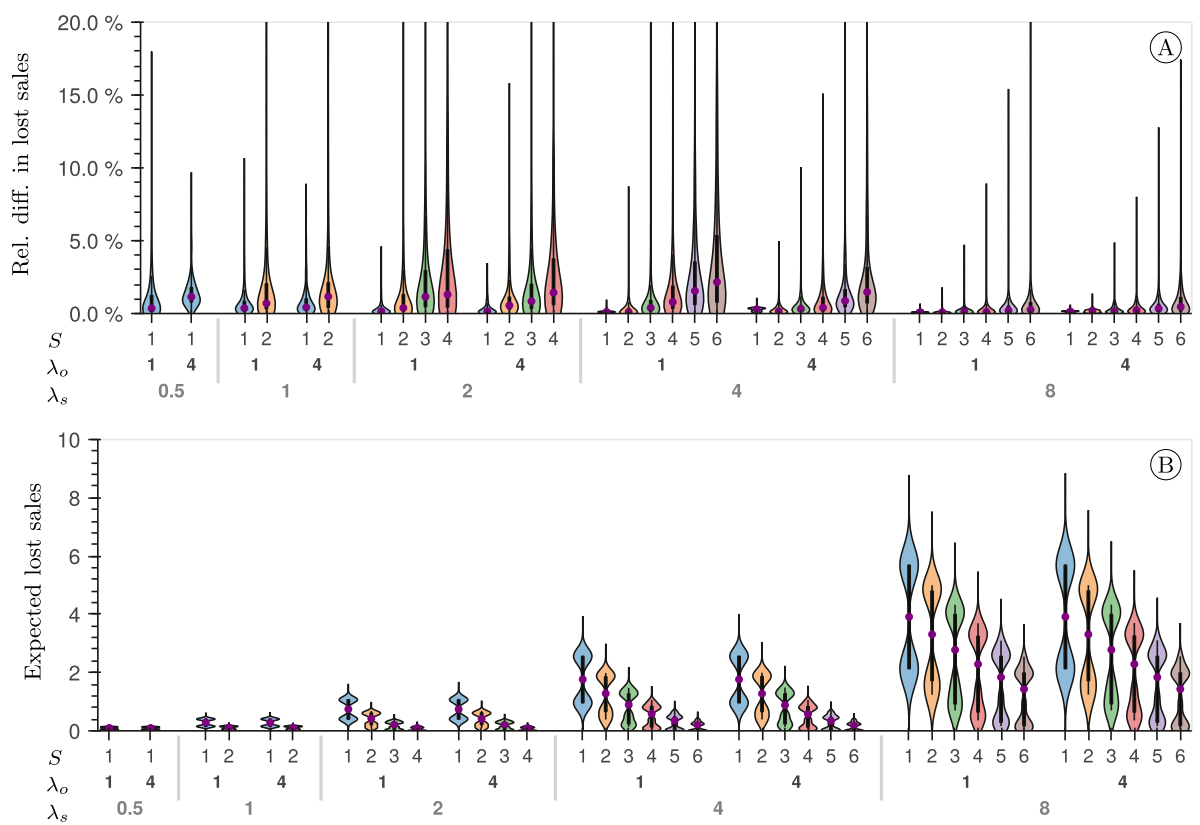 Rel. diff. in lost sales
20.0 %
15.0 %
10.0 %
5.0 %
0.0 %
A
S 1 1 1 2 1 2 1 2 3 4 1 2 3 4 1 2 3 4 5 6 1 2 3 4 5 6 1 2 3 4 5 6 1 2 3 4 5 6
λo 1 4 1 4 1 4 1 4 1 4
λs 0.5 1 2 4 8
Expected lost sales
10
8
6
4
2
0
B
S 1 1 1 2 1 2 1 2 3 4 1 2 3 4 1 2 3 4 5 6 1 2 3 4 5 6 1 2 3 4 5 6 1 2 3 4 5 6
λo 1 4 1 4 1 4 1 4 1 4
λs 0.5 1 2 4 8